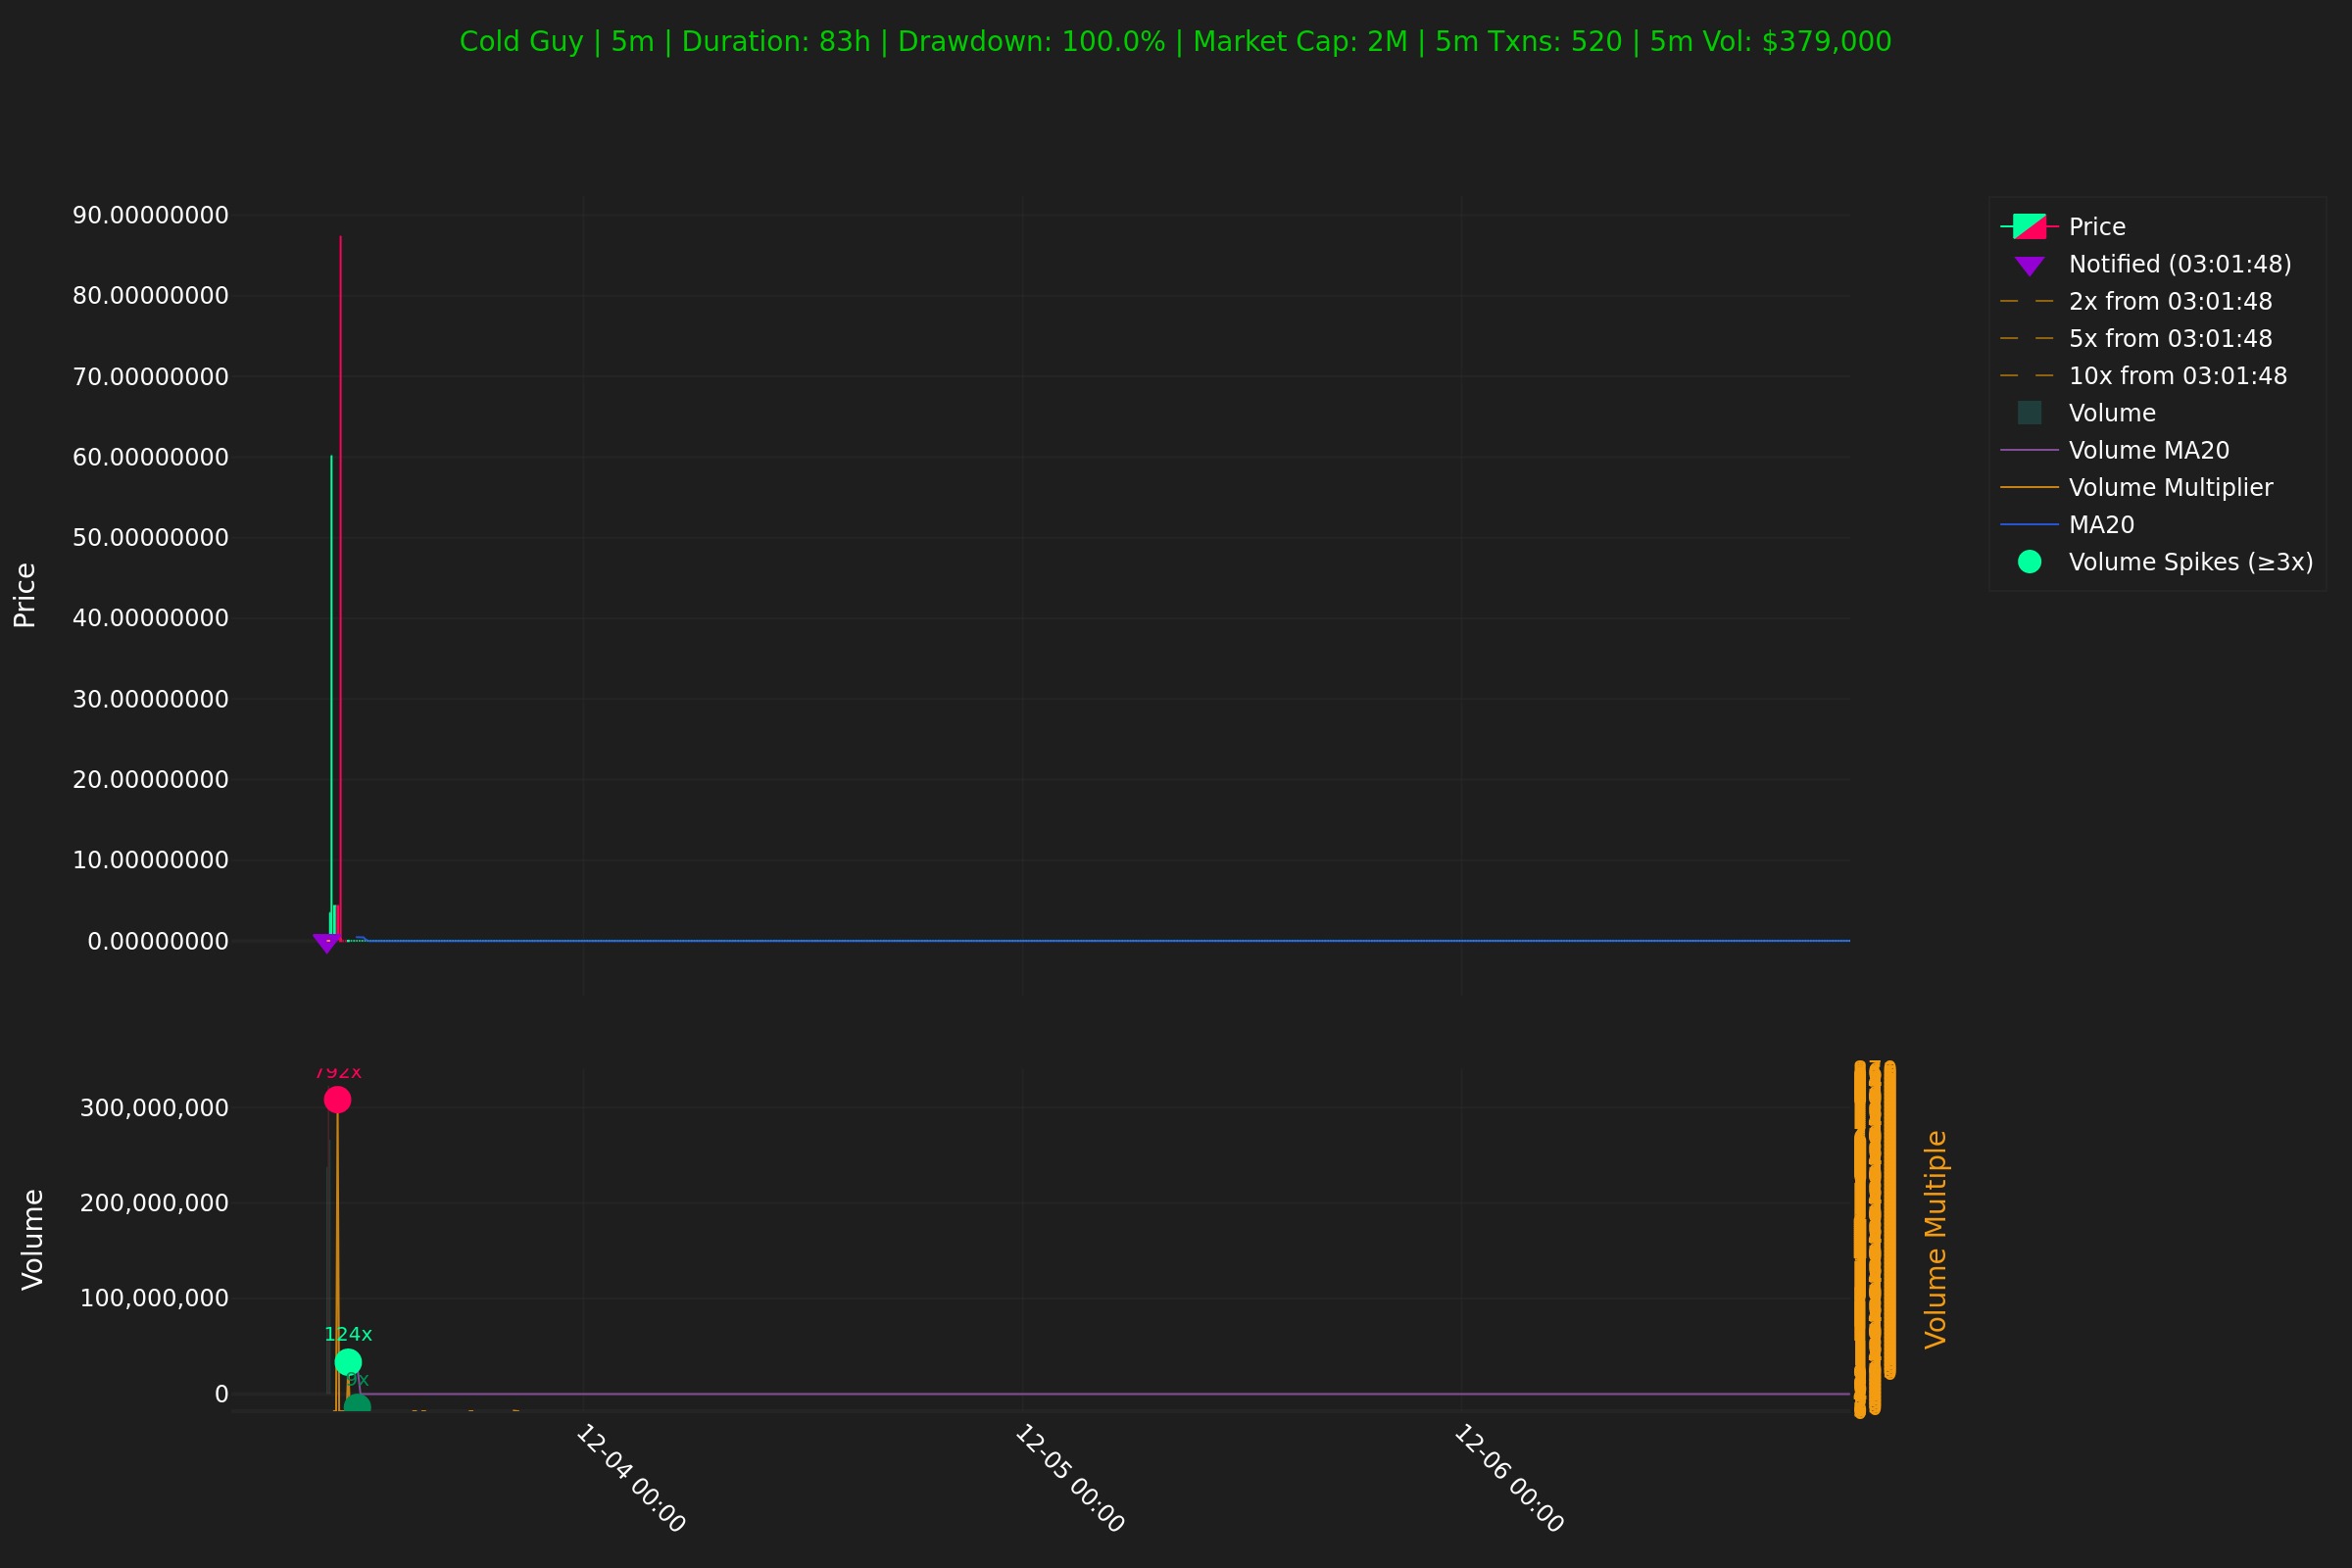 Cold Guy | 5m | Duration: 83h | Drawdown: 100.0% | Market Cap: 2M | 5m Txns: 520 | 5m Vol: $379,000
90.00000000
80.00000000
70.00000000
60.00000000
50.00000000
40.00000000
30.00000000
20.00000000
10.00000000
0.00000000
Price
Price
Notified (03:01:48)
2x from 03:01:48
5x from 03:01:48
10x from 03:01:48
Volume
Volume MA20
Volume Multiplier
MA20
Volume Spikes (≥3x)
792x
124x
9x
300,000,000
200,000,000
100,000,000
0
Volume
Volume Multiple
12-04 00:00
12-05 00:00
12-06 00:00